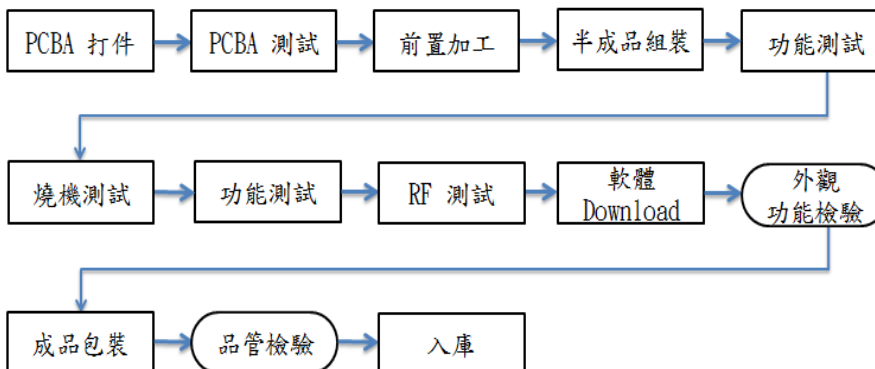 PCBA 打件
PCBA 測試
前置加工
半成品組裝
功能測試
燒機測試
功能測試
RF 測試
軟體
Download
外觀
功能檢驗
成品包裝
品管檢驗
入庫